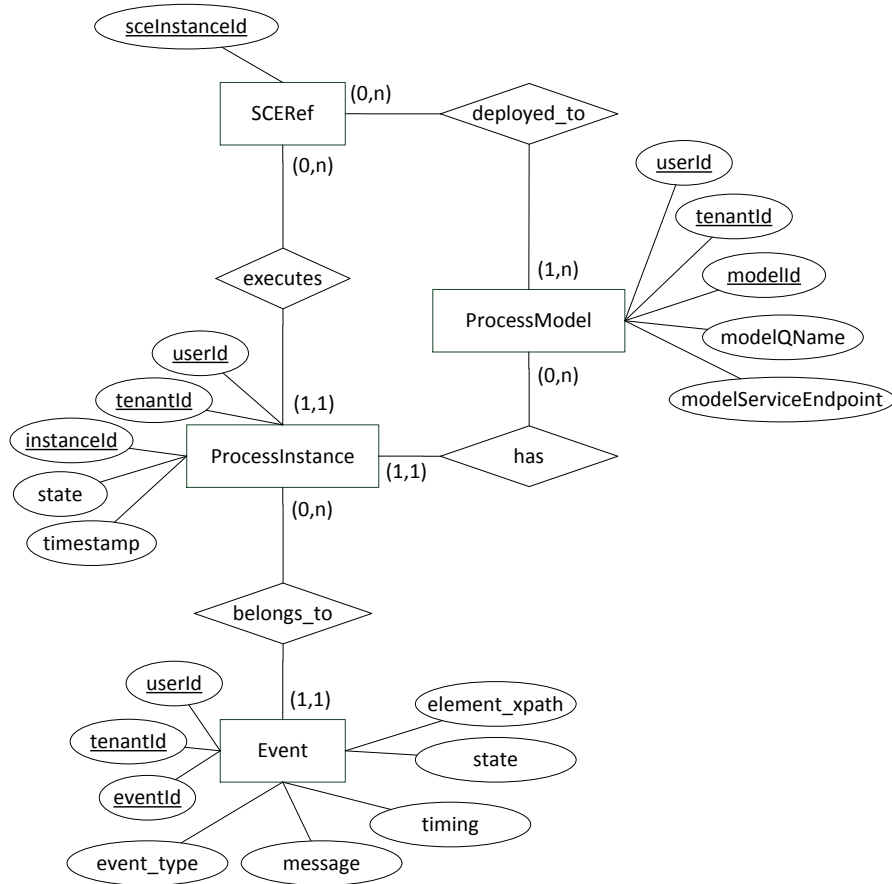 sceInstanceId
SCERef
(0,n)
deployed_to
(0,n)
userId
tenantId
executes
(1,n)
modelId
ProcessModel
modelQName
userId
(0,n)
tenantId
(1,1)
modelServiceEndpoint
instanceId
ProcessInstance
has
(1,1)
state
(0,n)
timestamp
belongs_to
userId
(1,1)
element_xpath
tenantId
Event
state
eventId
timing
event_type
message